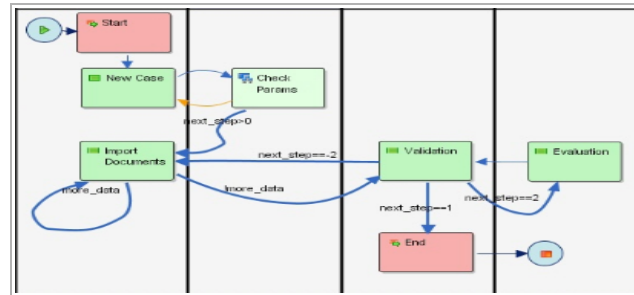 Start
New Case
Check
Params
next_step>0
Import
Documents
next_step==-2
Validation
Evaluation
more_data
!more_data
next_step==1
next_step==2
End